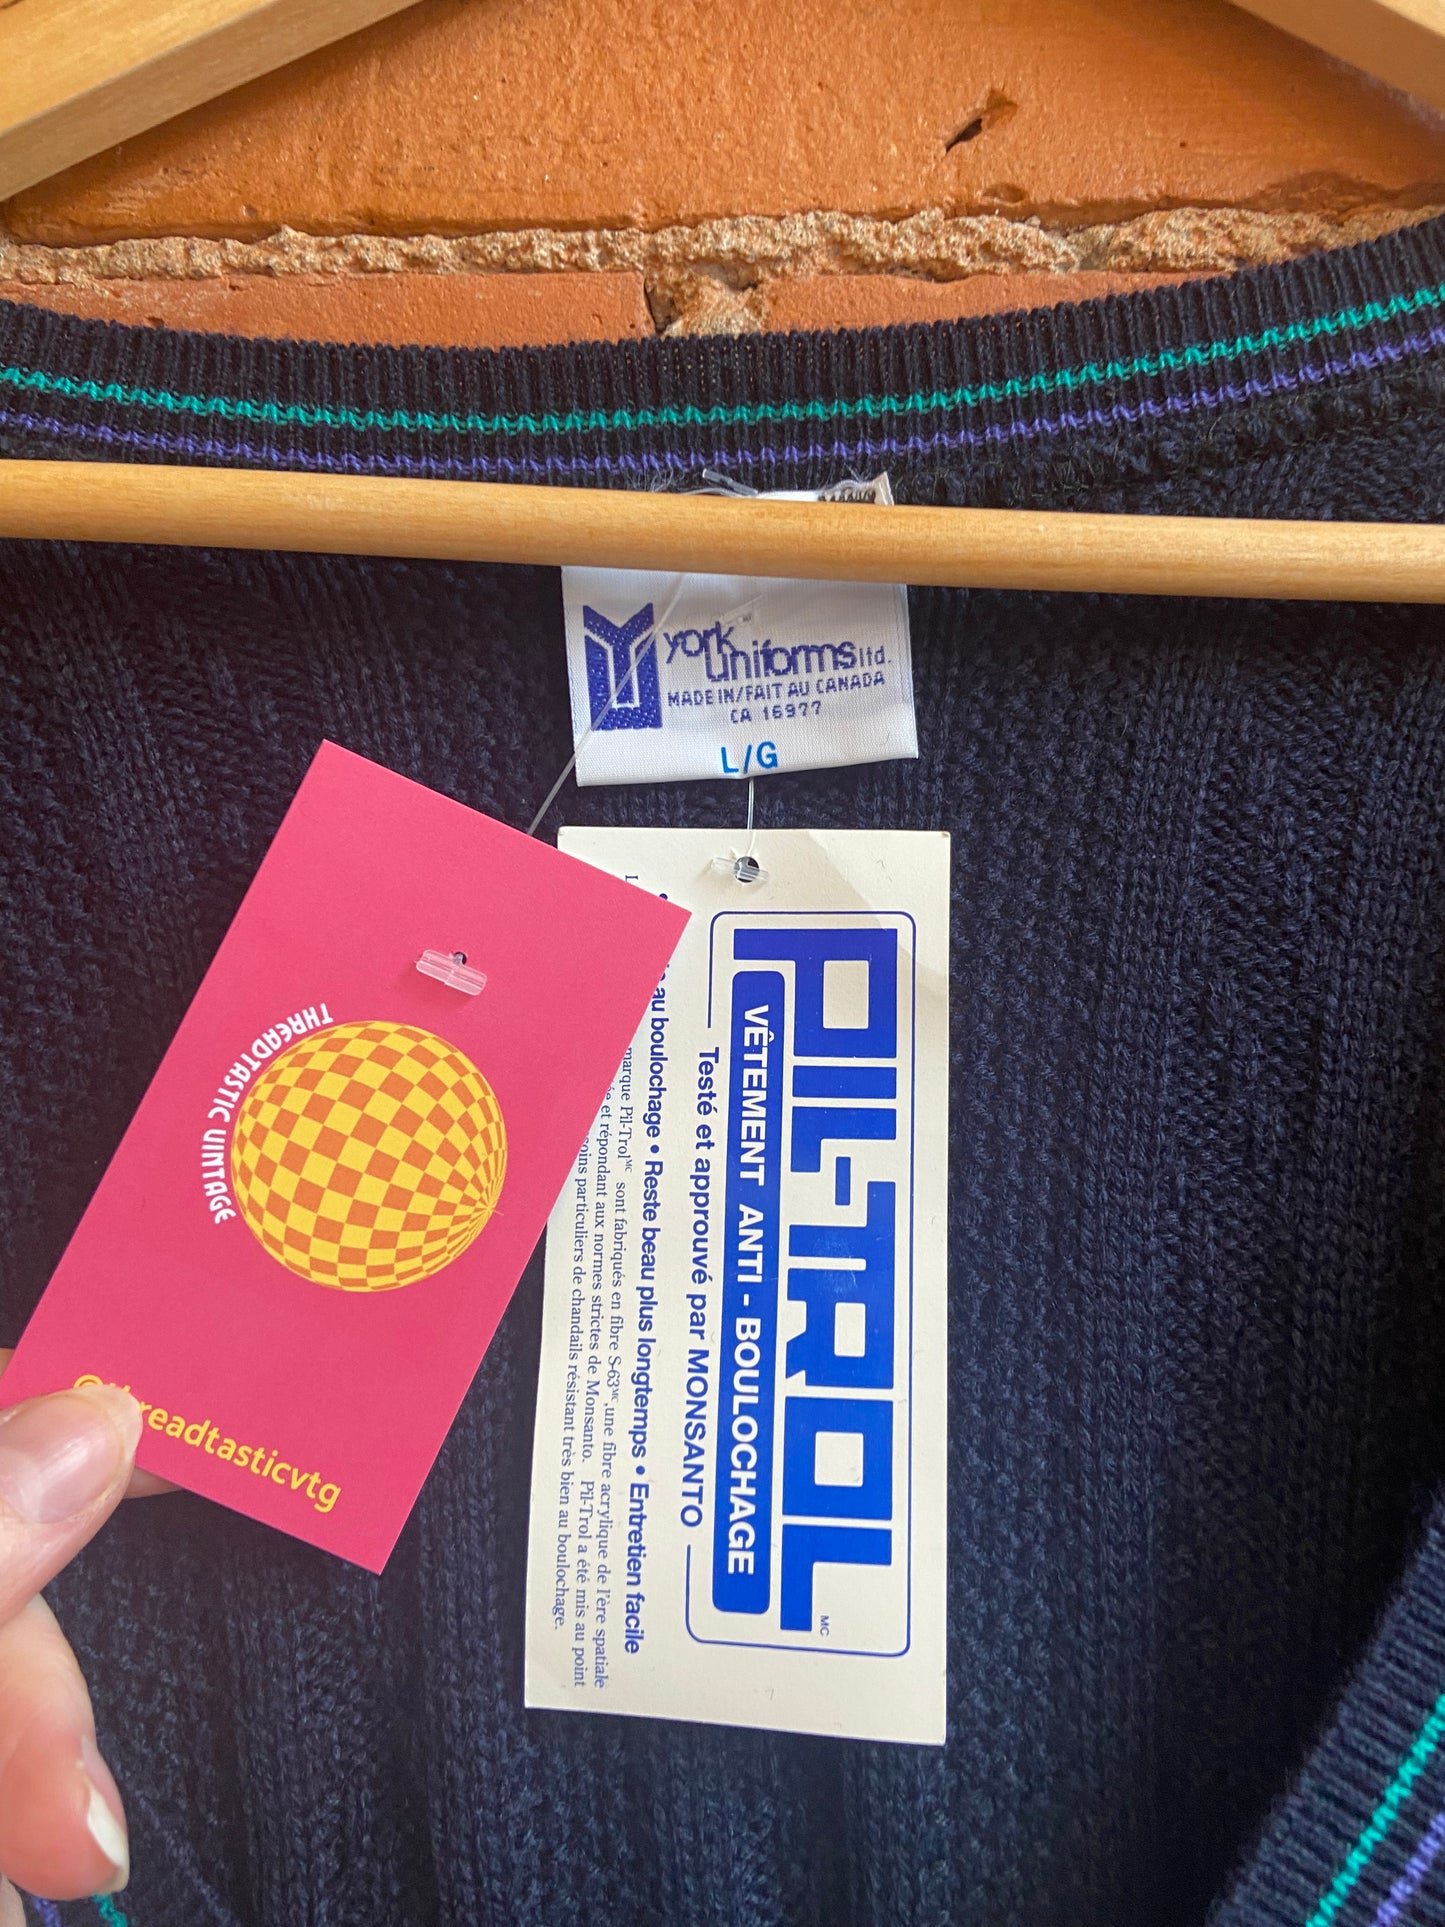 york
uniforms ltd.
MADE IN/FAIT AU CANADA
CA 16977
L/G
THREADTASTIC VINTAGE
threadtasticvtg
PIL-TROL MC
VÊTEMENT ANTI-BOULOCHAGE
Testé et approuvé par MONSANTO
au boulochage • Reste beau plus longtemps • Entretien facile
marque Pil-Trol MC sont fabriqués en fibre S-63 MC, une fibre acrylique de l'ère spatiale
et répondant aux normes strictes de Monsanto. Pil-Trol a été mis au point
particuliers de chandails résistant très bien au boulochage.